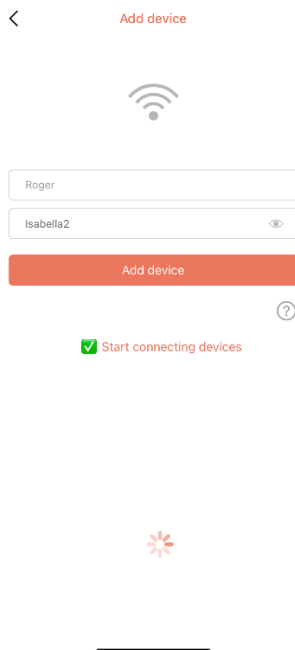 Add device
Roger
Isabella2
Add device
?
Start connecting devices